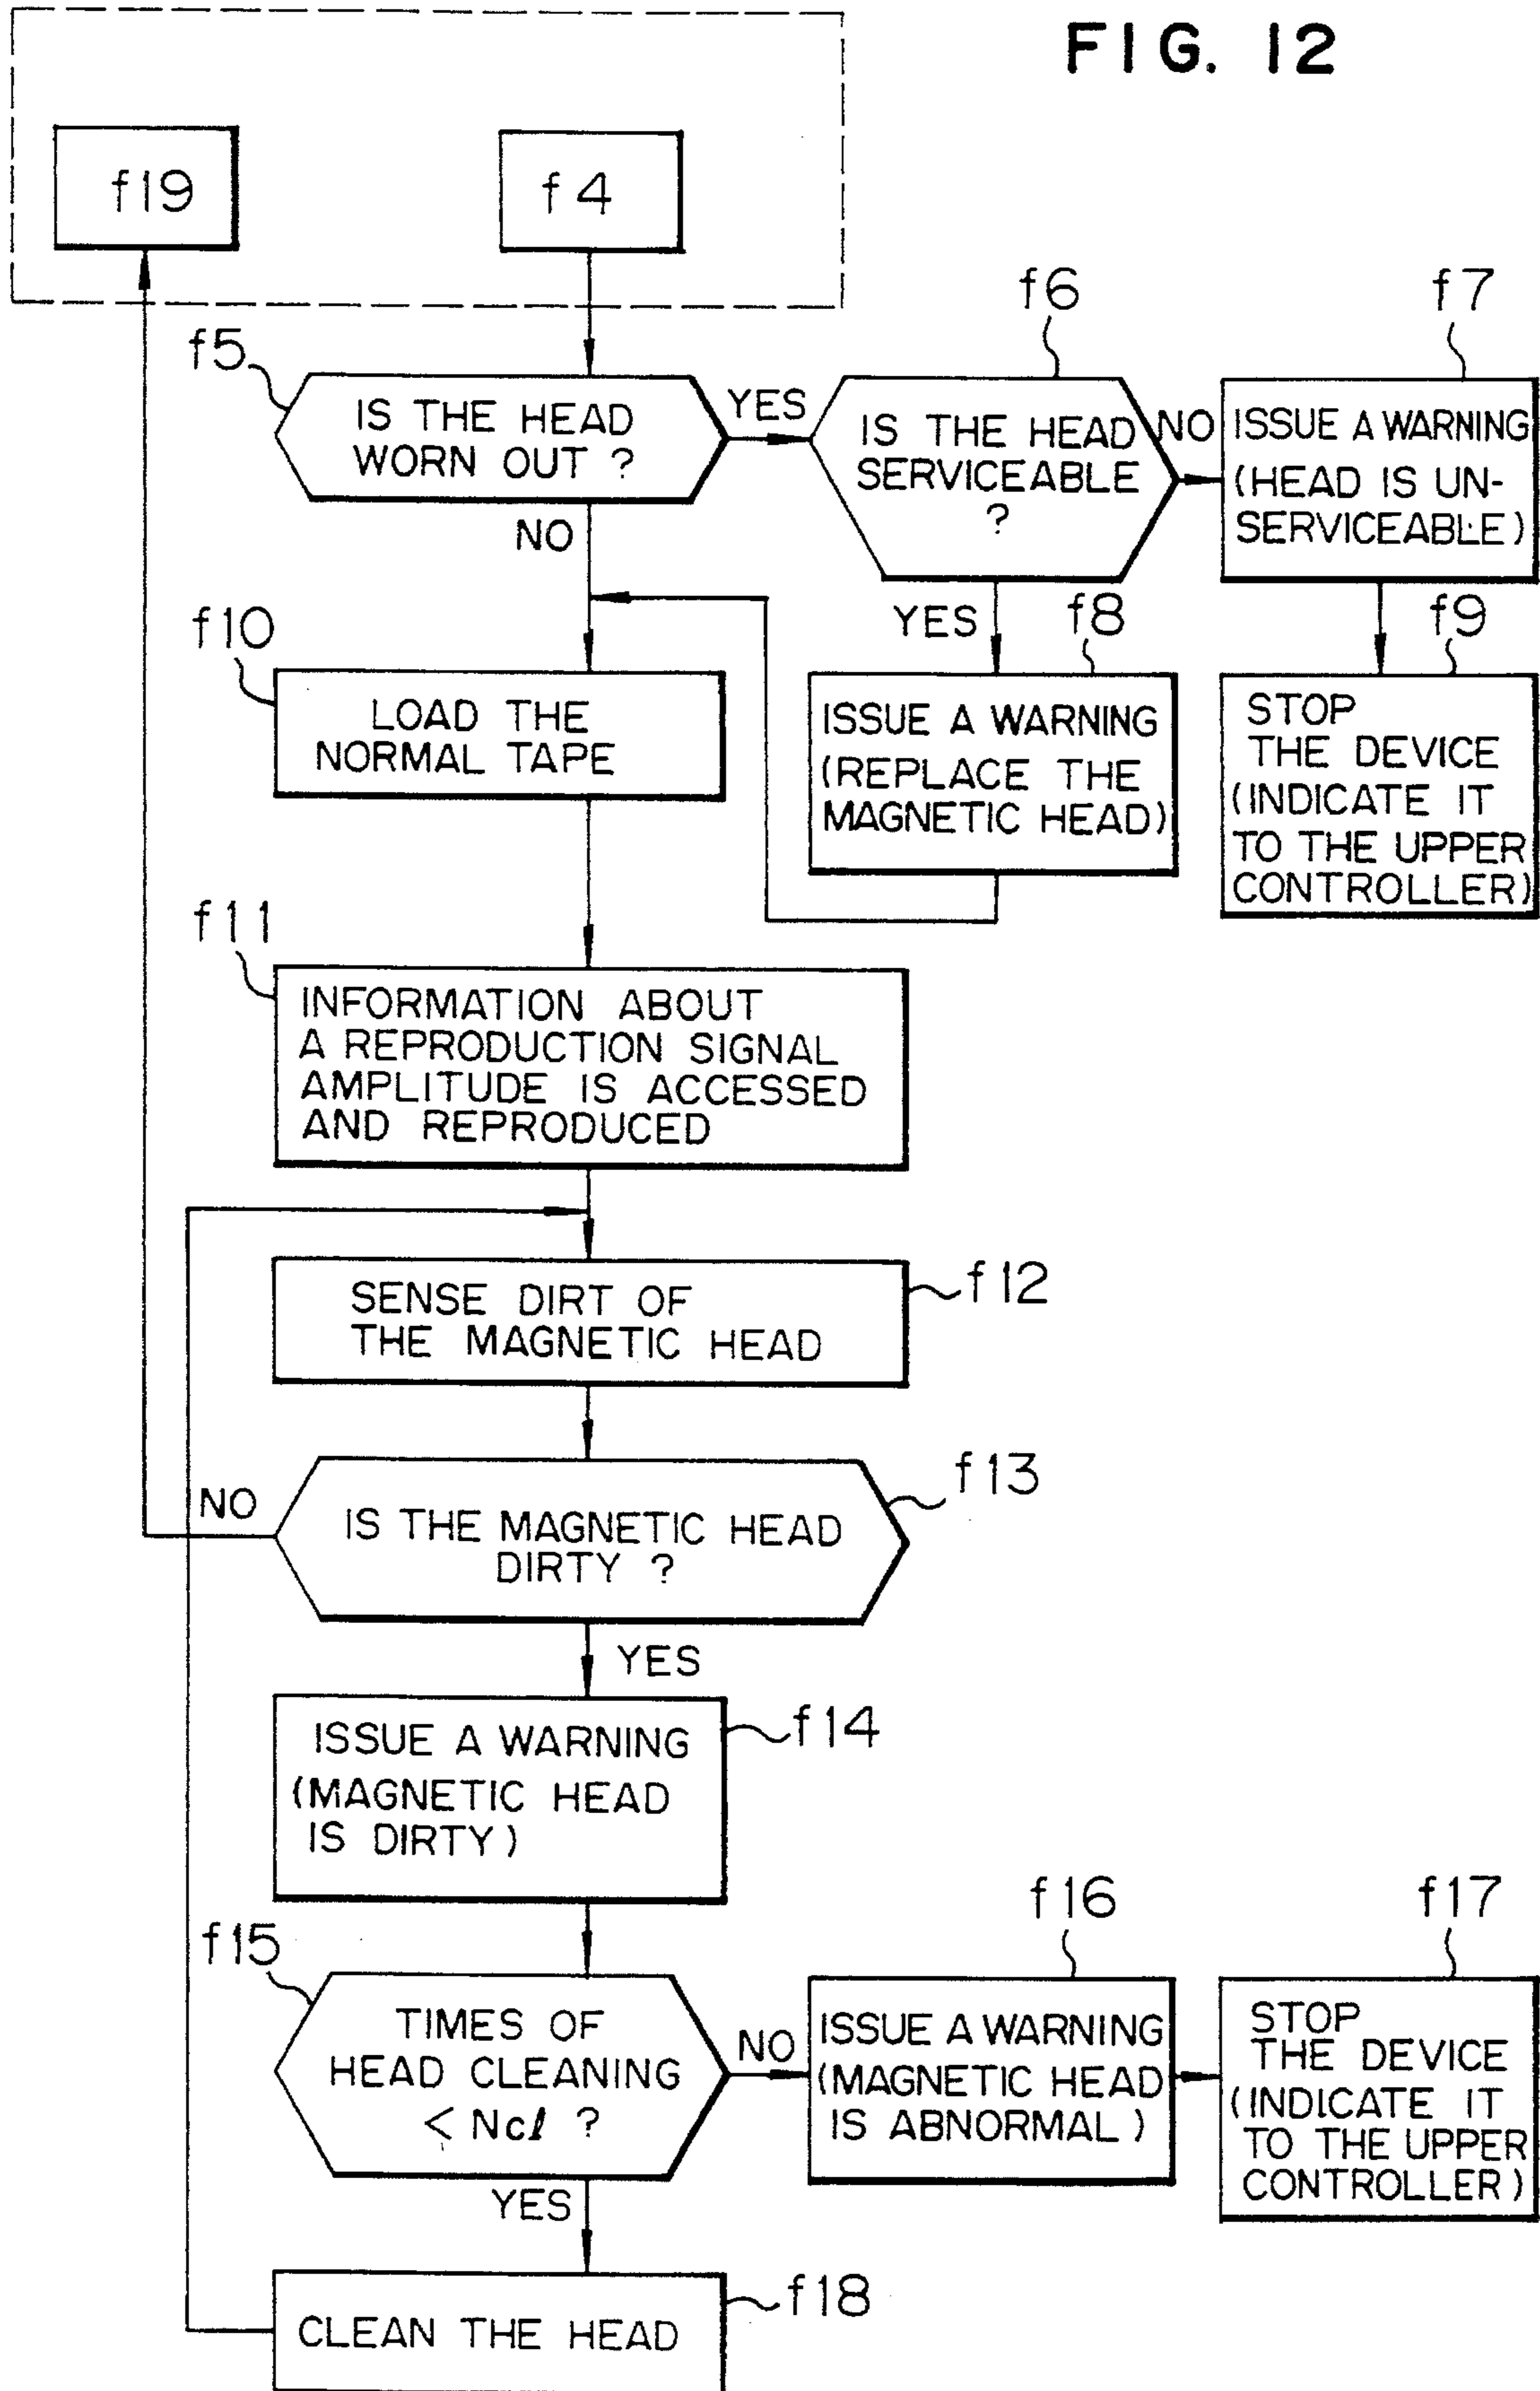 FIG. 12
f19
f4
f5
IS THE HEAD
WORN OUT ?
YES
NO
f6
IS THE HEAD
SERVICEABLE
?
NO
YES
f7
ISSUE A WARNING
(HEAD IS UN-
SERVICEABLE)
f8
ISSUE A WARNING
(REPLACE THE
MAGNETIC HEAD)
f9
STOP
THE DEVICE
(INDICATE IT
TO THE UPPER
CONTROLLER)
f10
LOAD THE
NORMAL TAPE
f11
INFORMATION ABOUT
A REPRODUCTION SIGNAL
AMPLITUDE IS ACCESSED
AND REPRODUCED
f12
SENSE DIRT OF
THE MAGNETIC HEAD
f13
IS THE MAGNETIC HEAD
DIRTY ?
NO
YES
f14
ISSUE A WARNING
(MAGNETIC HEAD
IS DIRTY)
f15
TIMES OF
HEAD CLEANING
< Ncl ?
NO
YES
f16
ISSUE A WARNING
(MAGNETIC HEAD
IS ABNORMAL)
f17
STOP
THE DEVICE
(INDICATE IT
TO THE UPPER
CONTROLLER)
f18
CLEAN THE HEAD